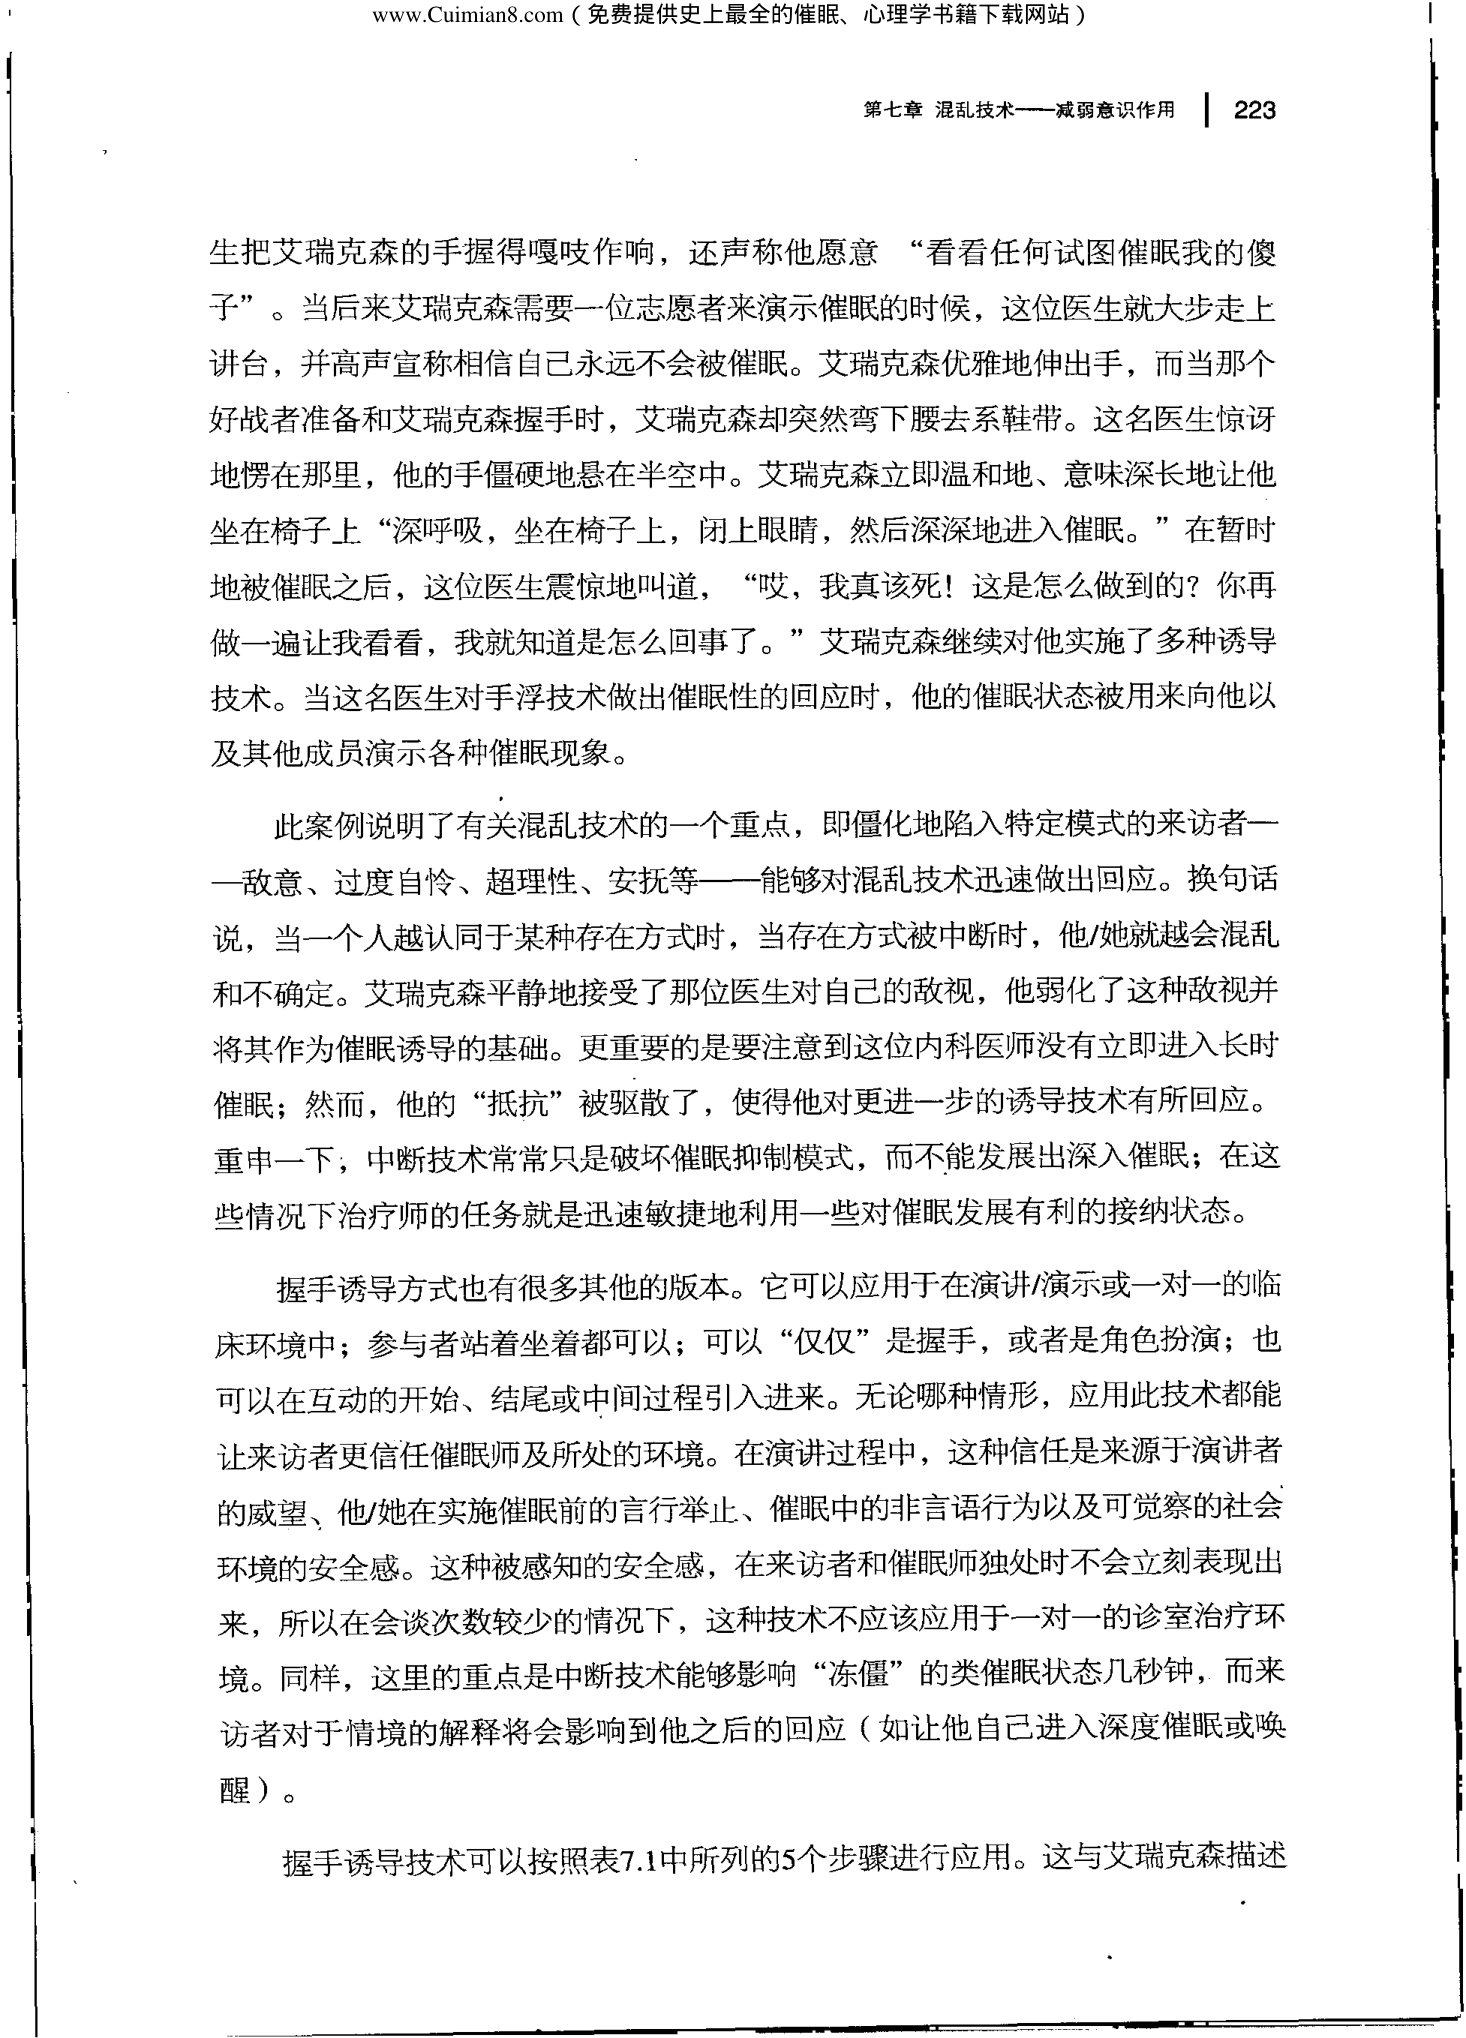 www.Cuimian8.com（免费提供史上最全的催眠、心理学书籍下载网站）
第七章 混乱技术——减弱意识作用 223
生把艾瑞克森的手握得嘎吱作响，还声称他愿意 “看看任何试图催眠我的傻
子” 。当后来艾瑞克森需要一位志愿者来演示催眠的时候，这位医生就大步走上
讲台，并高声宣称相信自己永远不会被催眠。艾瑞克森优雅地伸出手，而当那个
好战者准备和艾瑞克森握手时，艾瑞克森却突然弯下腰去系鞋带。这名医生惊讶
地愣在那里，他的手僵硬地悬在半空中。艾瑞克森立即温和地、意味深长地让他
坐在椅子上“深呼吸，坐在椅子上，闭上眼睛，然后深深地进入催眠。”在暂时
地被催眠之后，这位医生震惊地叫道， “哎，我真该死！这是怎么做到的？你再
做一遍让我看看，我就知道是怎么回事了。”艾瑞克森继续对他实施了多种诱导
技术。当这名医生对手浮技术做出催眠性的回应时，他的催眠状态被用来向他以
及其他成员演示各种催眠现象。
此案例说明了有关混乱技术的一个重点，即僵化地陷入特定模式的来访者—
—敌意、过度自怜、超理性、安抚等——能够对混乱技术迅速做出回应。换句话
说，当一个人越认同于某种存在方式时，当存在方式被中断时，他/她就越会混乱
和不确定。艾瑞克森平静地接受了那位医生对自己的敌视，他弱化了这种敌视并
将其作为催眠诱导的基础。更重要的是要注意到这位内科医师没有立即进入长时
催眠；然而，他的“抵抗”被驱散了，使得他对更进一步的诱导技术有所回应。
重申一下，中断技术常常只是破坏催眠抑制模式，而不能发展出深入催眠；在这
些情况下治疗师的任务就是迅速敏捷地利用一些对催眠发展有利的接纳状态。
握手诱导方式也有很多其他的版本。它可以应用于在演讲/演示或一对一的临
床环境中；参与者站着坐着都可以；可以“仅仅”是握手，或者是角色扮演；也
可以在互动的开始、结尾或中间过程引入进来。无论哪种情形，应用此技术都能
让来访者更信任催眠师及所处的环境。在演讲过程中，这种信任是来源于演讲者
的威望、他/她在实施催眠前的言行举止、催眠中的非言语行为以及可觉察的社会
环境的安全感。这种被感知的安全感，在来访者和催眠师独处时不会立刻表现出
来，所以在会谈次数较少的情况下，这种技术不应该应用于一对一的诊室治疗环
境。同样，这里的重点是中断技术能够影响“冻僵”的类催眠状态几秒钟，而来
访者对于情境的解释将会影响到他之后的回应（如让他自己进入深度催眠或唤
醒）。
握手诱导技术可以按照表7.1中所列的5个步骤进行应用。这与艾瑞克森描述